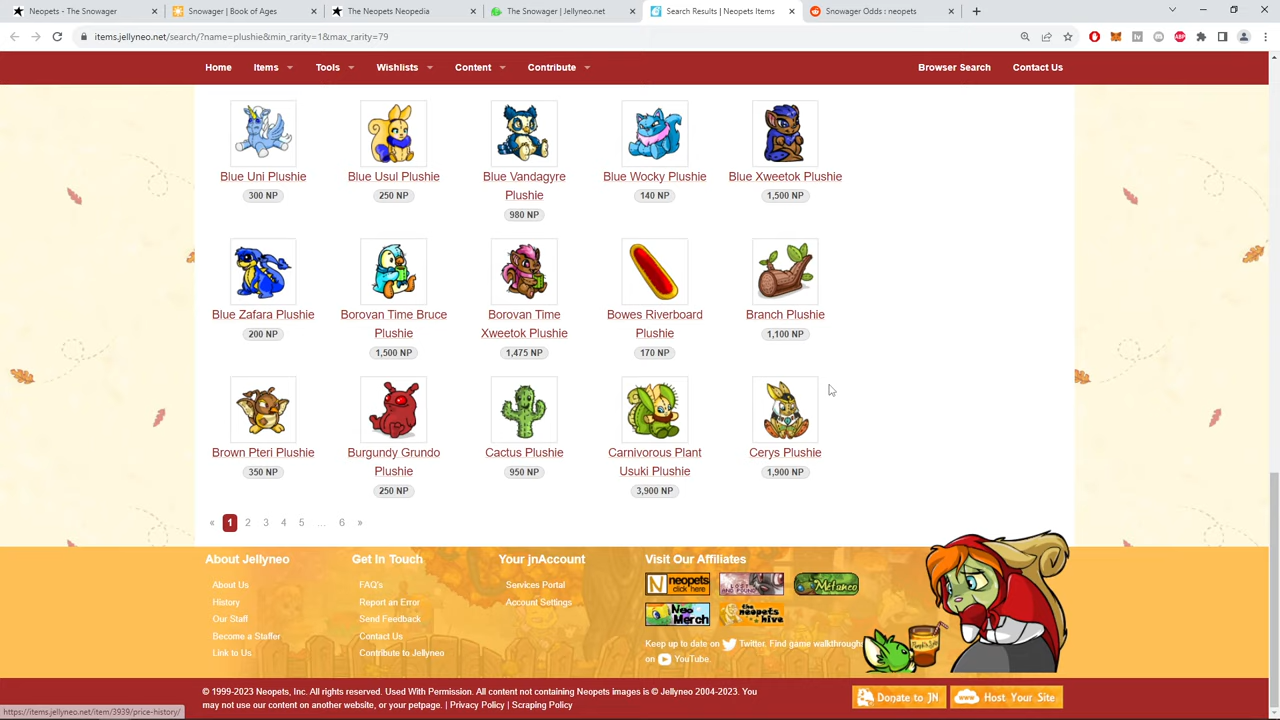 Neopets - The Snowager
Snowager | Book of Ages
The Neopets Neopedia
The Snowager | Jellyneo.net
Search Results | Neopets Items
Snowager Odds : neopets
items.jellyneo.net/search/?name=plushie&min_rarity=1&max_rarity=79
Home Items Tools Wishlists Content Contribute Browser Search Contact Us
Blue Uni Plushie
300 NP
Blue Usul Plushie
250 NP
Blue Vandagyre
Plushie
980 NP
Blue Wocky Plushie
140 NP
Blue Xweetok Plushie
1,500 NP
Blue Zafara Plushie
200 NP
Borovan Time Bruce
Plushie
1,500 NP
Borovan Time
Xweetok Plushie
1,475 NP
Bowes Riverboard
Plushie
170 NP
Branch Plushie
1,100 NP
Brown Pteri Plushie
350 NP
Burgundy Grundo
Plushie
250 NP
Cactus Plushie
950 NP
Carnivorous Plant
Usuki Plushie
3,900 NP
Cerys Plushie
1,900 NP
« 1 2 3 4 5 ... 6 »
About Jellyneo
About Us
History
Our Staff
Become a Staffer
Link to Us
Get In Touch
FAQ's
Report an Error
Send Feedback
Contact Us
Contribute to Jellyneo
Your jnAccount
Services Portal
Account Settings
Visit Our Affiliates
neopets
click here
Neo
Merch
the
neopets
hive
Keep up to date on Twitter. Find game walkthroughs
on YouTube.
© 1999-2023 Neopets, Inc. All rights reserved. Used With Permission. All content not containing Neopets images is © Jellyneo 2004-2023. You
may not use our content on another website, or your petpage. | Privacy Policy | Scraping Policy
Donate to JN
Host Your Site
https://items.jellyneo.net/item/3939/price-history/